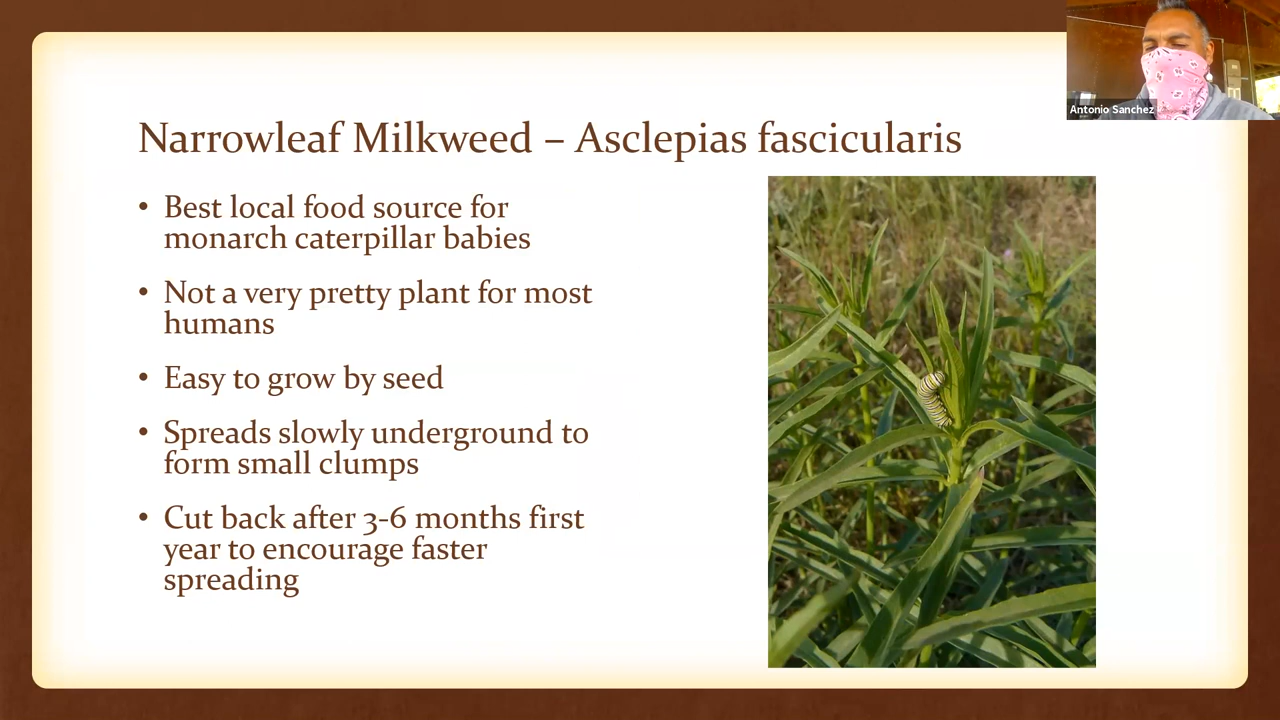 Antonio Sanchez
Narrowleaf Milkweed – Asclepias fascicularis
• Best local food source for
monarch caterpillar babies
• Not a very pretty plant for most
humans
• Easy to grow by seed
• Spreads slowly underground to
form small clumps
• Cut back after 3-6 months first
year to encourage faster
spreading